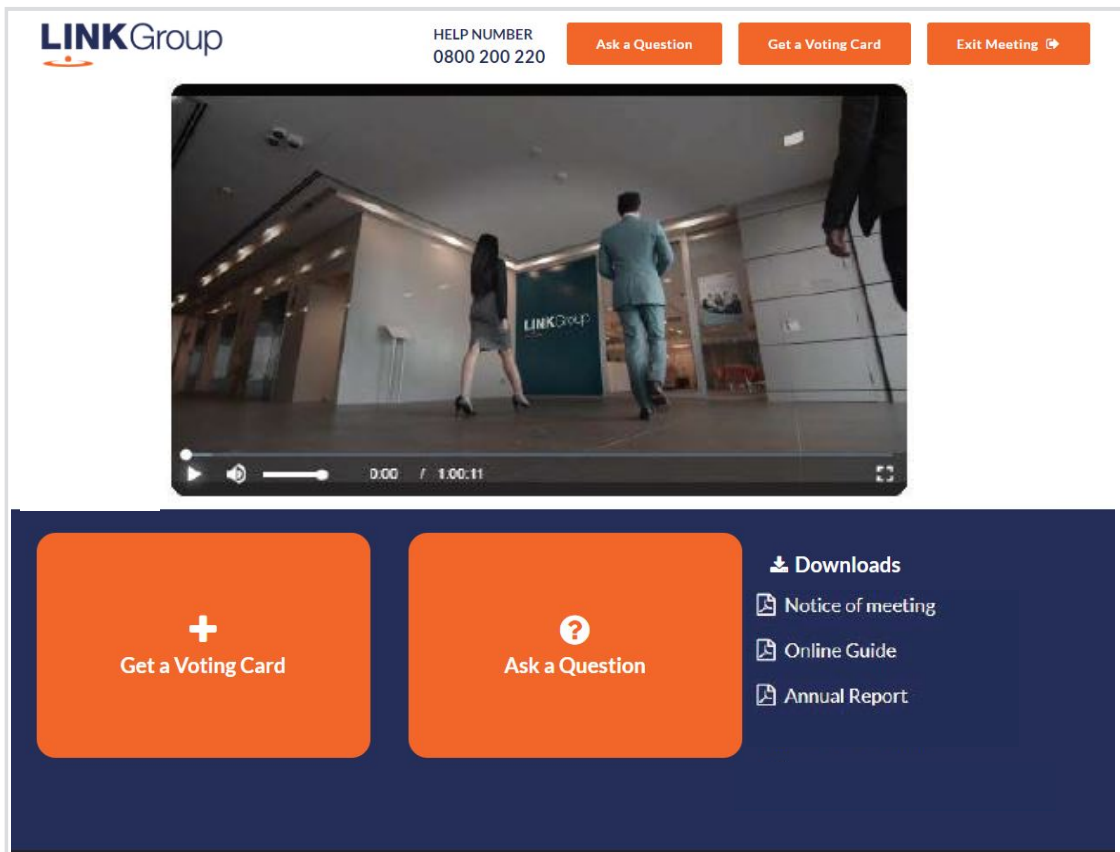 LINKGroup
HELP NUMBER
0800 200 220
Ask a Question
Get a Voting Card
Exit Meeting
LINKGroup
0:00 / 1:00:11
Get a Voting Card
Ask a Question
Downloads
Notice of meeting
Online Guide
Annual Report